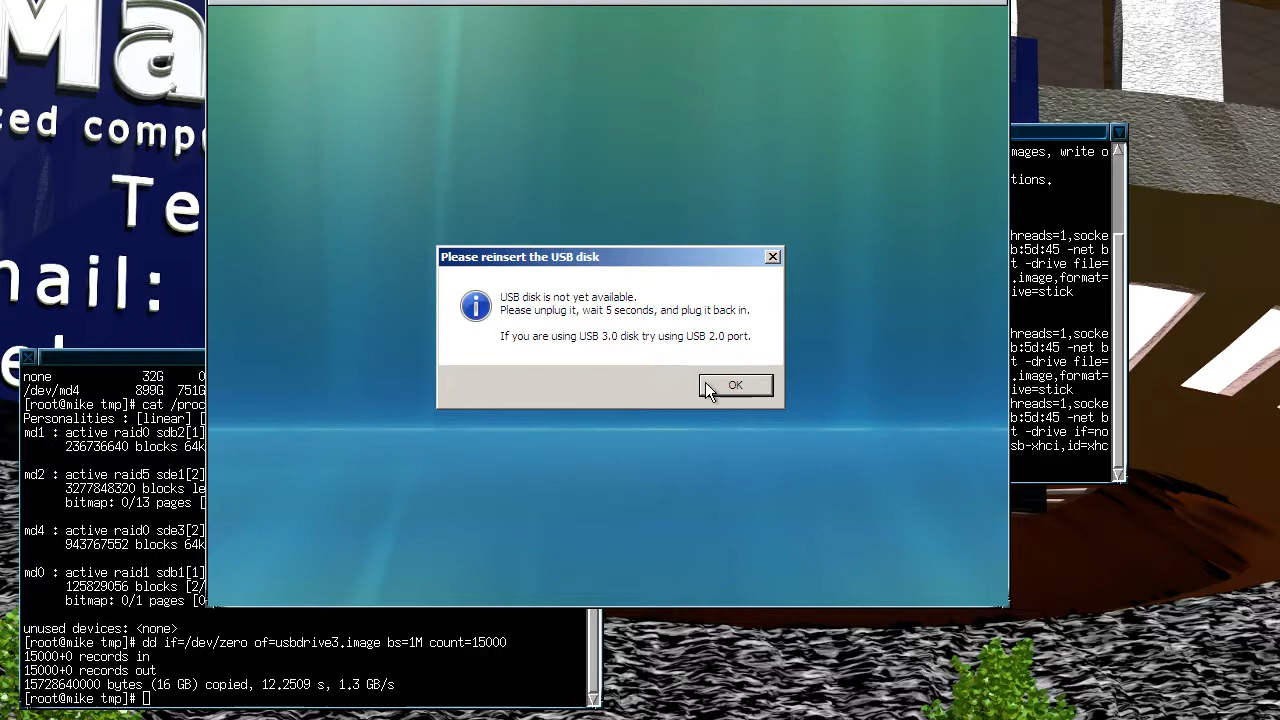 Ma
ced comp
Te
mail:
Please reinsert the USB disk
USB disk is not yet available.
Please unplug it, wait 5 seconds, and plug it back in.
If you are using USB 3.0 disk try using USB 2.0 port.
OK
mages, write o
tions.
hreads=1,socke
b:5d:45 -net b
t -drive file=
.image,format=
ive=stick
hreads=1,socke
b:5d:45 -net b
t -drive file=
.image,format=
ive=stick
hreads=1,socke
b:5d:45 -net b
t -drive if=no
sb-xhci,id=xhc
none 32G 0
/dev/md4 899G 751G
[root@mike tmp]# cat /proc
Personalities : [linear]
md1 : active raid0 sdb2[1]
236736640 blocks 64k
md2 : active raid5 sde1[2]
3277848320 blocks le
bitmap: 0/13 pages [
md4 : active raid0 sde3[2]
943767552 blocks 64k
md0 : active raid1 sdb1[1]
125829056 blocks [2/
bitmap: 0/1 pages [0
unused devices: <none>
[root@mike tmp]# dd if=/dev/zero of=usbdrive3.image bs=1M count=15000
15000+0 records in
15000+0 records out
15728640000 bytes (16 GB) copied, 12.2509 s, 1.3 GB/s
[root@mike tmp]#